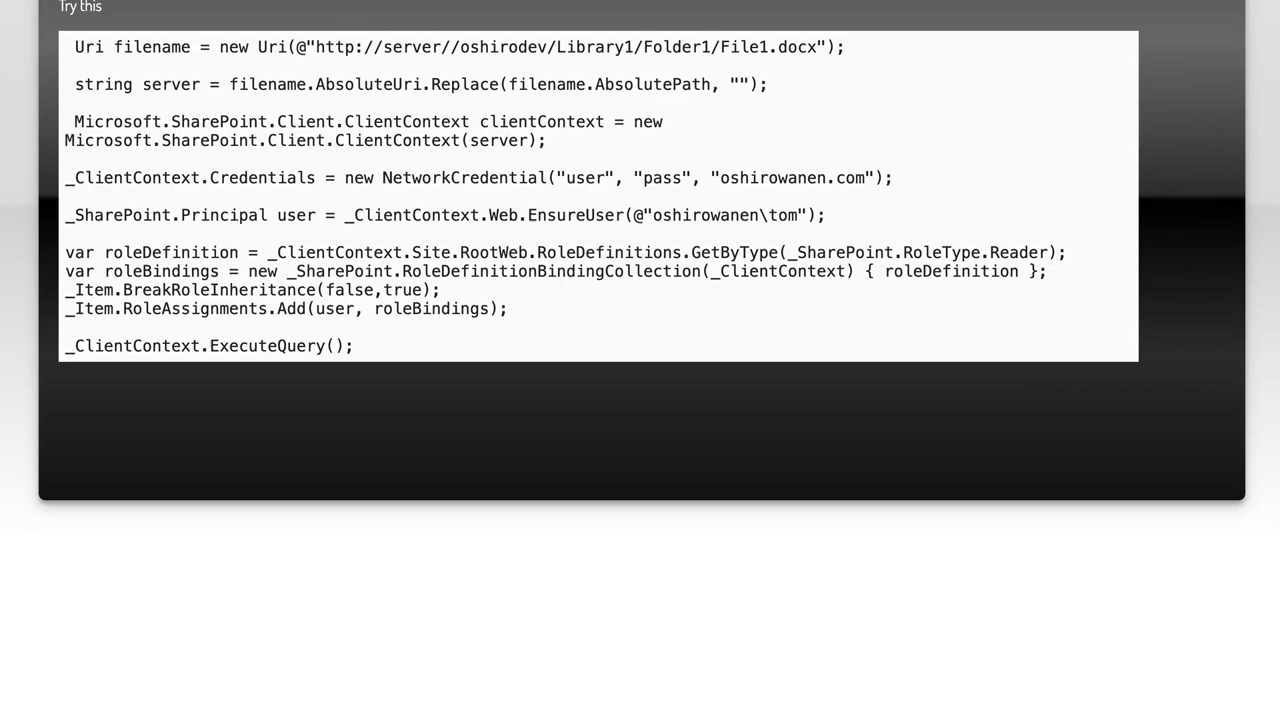 Try this
Uri filename = new Uri(@"http://server//oshirodev/Library1/Folder1/File1.docx");
string server = filename.AbsoluteUri.Replace(filename.AbsolutePath, "");
Microsoft.SharePoint.Client.ClientContext clientContext = new
Microsoft.SharePoint.Client.ClientContext(server);
_ClientContext.Credentials = new NetworkCredential("user", "pass", "oshirowanen.com");
_SharePoint.Principal user = _ClientContext.Web.EnsureUser(@"oshirowanen\tom");
var roleDefinition = _ClientContext.Site.RootWeb.RoleDefinitions.GetByType(_SharePoint.RoleType.Reader);
var roleBindings = new _SharePoint.RoleDefinitionBindingCollection(_ClientContext) { roleDefinition };
_Item.BreakRoleInheritance(false,true);
_Item.RoleAssignments.Add(user, roleBindings);
_ClientContext.ExecuteQuery();